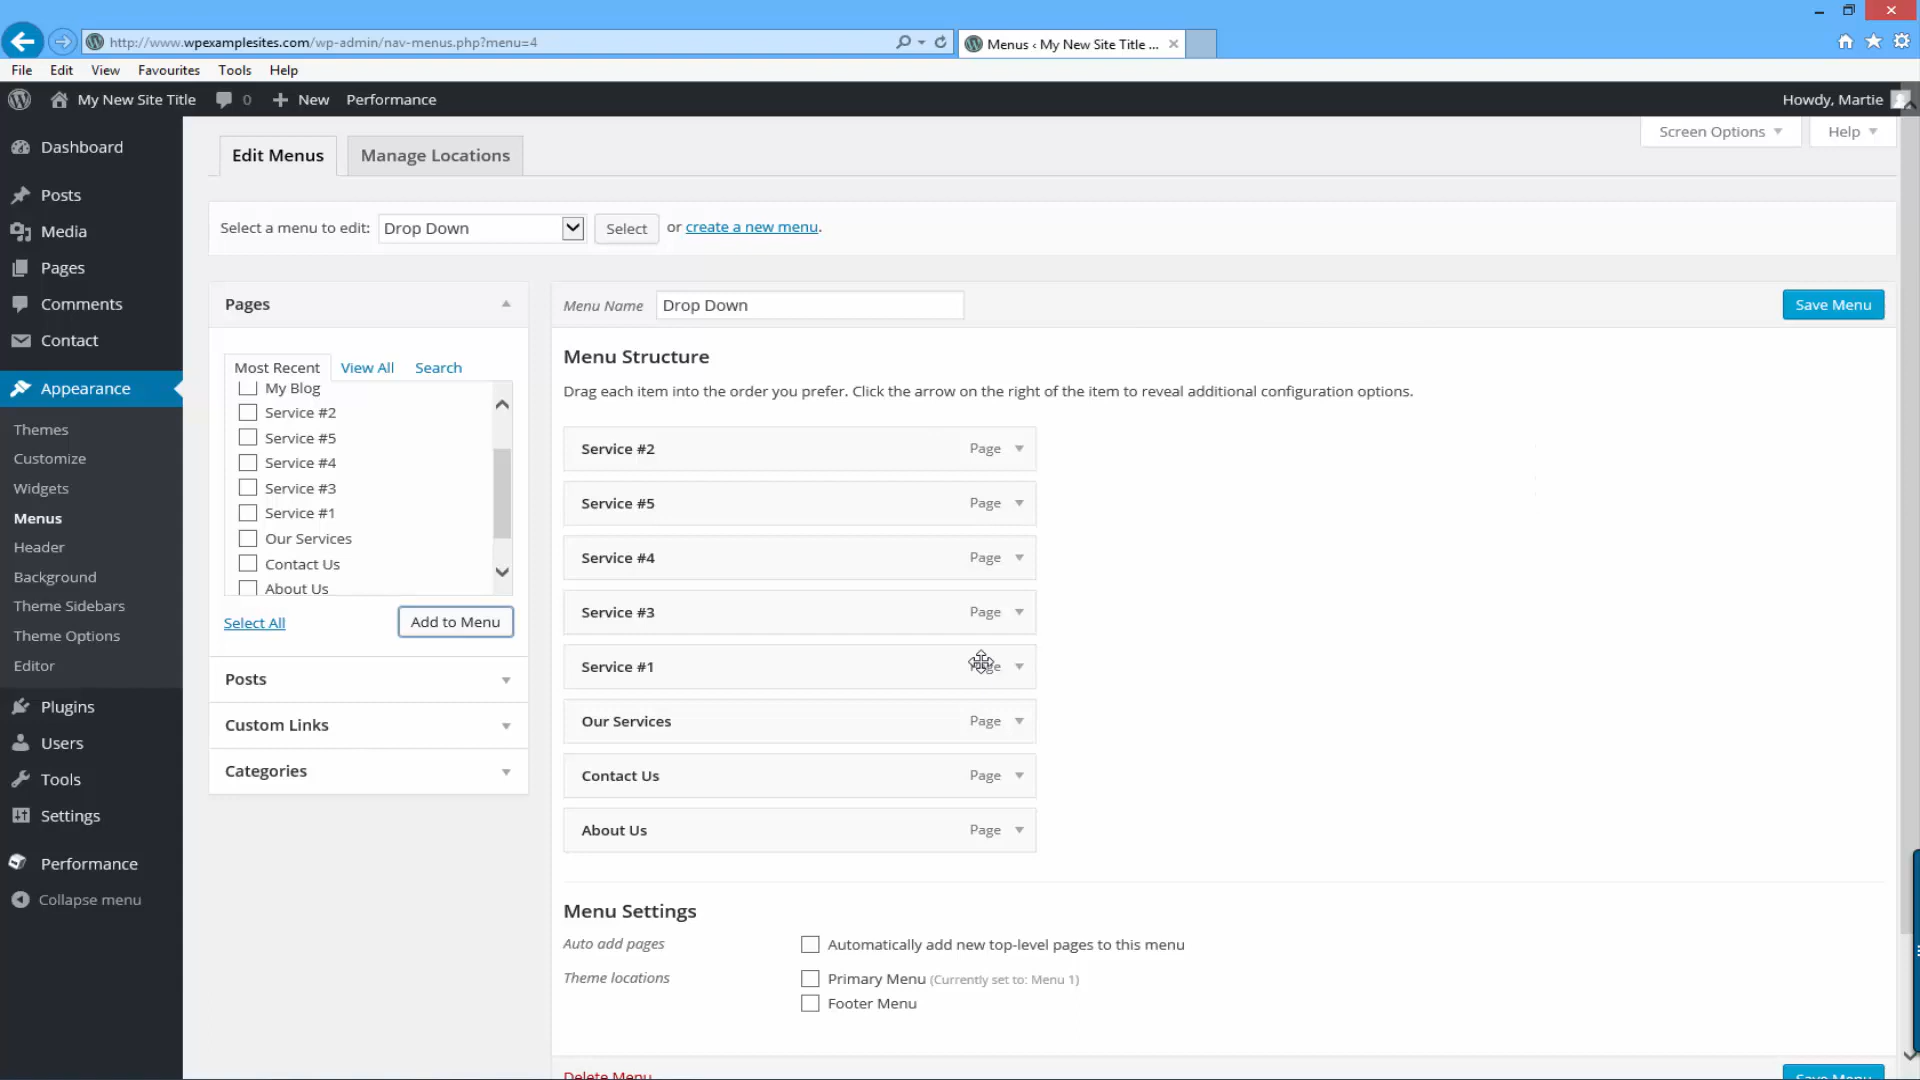 http://www.wpexamplesites.com/wp-admin/nav-menus.php?menu=4
Menus ‹ My New Site Title ...
File Edit View Favourites Tools Help
My New Site Title 0 New Performance
Howdy, Martie
Dashboard
Posts
Media
Pages
Comments
Contact
Appearance
Themes
Customize
Widgets
Menus
Header
Background
Theme Sidebars
Theme Options
Editor
Plugins
Users
Tools
Settings
Performance
Collapse menu
Edit Menus
Manage Locations
Screen Options
Help
Select a menu to edit: Drop Down Select or create a new menu.
Pages
Most Recent View All Search
My Blog
Service #2
Service #5
Service #4
Service #3
Service #1
Our Services
Contact Us
About Us
Select All
Add to Menu
Posts
Custom Links
Categories
Menu Name Drop Down
Save Menu
Menu Structure
Drag each item into the order you prefer. Click the arrow on the right of the item to reveal additional configuration options.
Service #2 Page
Service #5 Page
Service #4 Page
Service #3 Page
Service #1 Page
Our Services Page
Contact Us Page
About Us Page
Menu Settings
Auto add pages
Automatically add new top-level pages to this menu
Theme locations
Primary Menu (Currently set to: Menu 1)
Footer Menu
Delete Menu
Save Menu